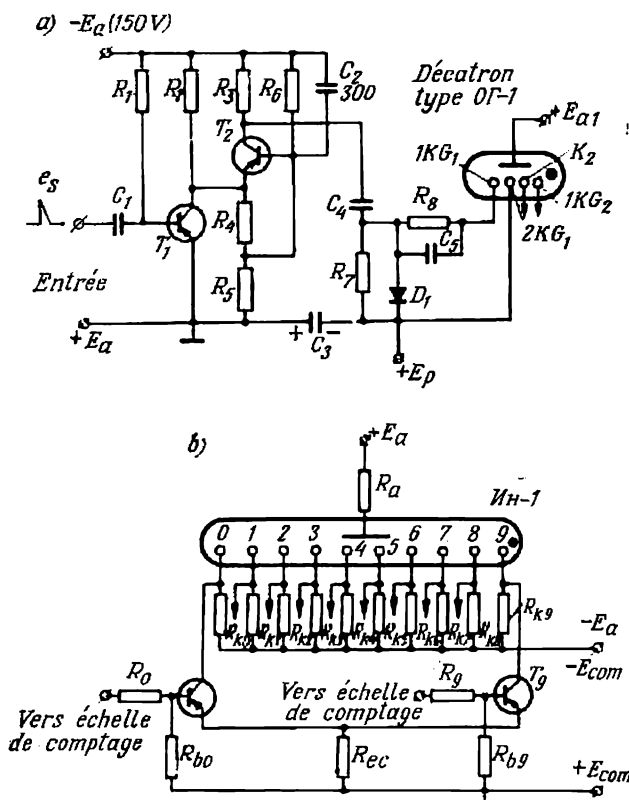 a) -Ea (150 V)
R1
R1
R3
R6
C2
300
T2
Décatron
type ОГ-1
+Ea1
1KG1
K2
1KG2
2KG1
es
C1
T1
R4
C4
R8
C5
R7
D1
Entrée
R5
+Ea
+ C3 -
+Ep
b)
+Ea
Ra
Ин-1
0 1 2 3 4 5 6 7 8 9
Rk9
-Ea
-Ecom
R0
Vers échelle
de comptage
Vers échelle
de comptage
R9
T9
Rb0
Rec
Rb9
+Ecom